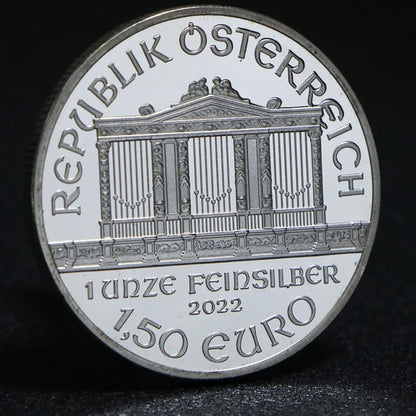 REPUBLIK ÖSTERREICH
1 UNZE FEINSILBER
2022
1,50 EURO